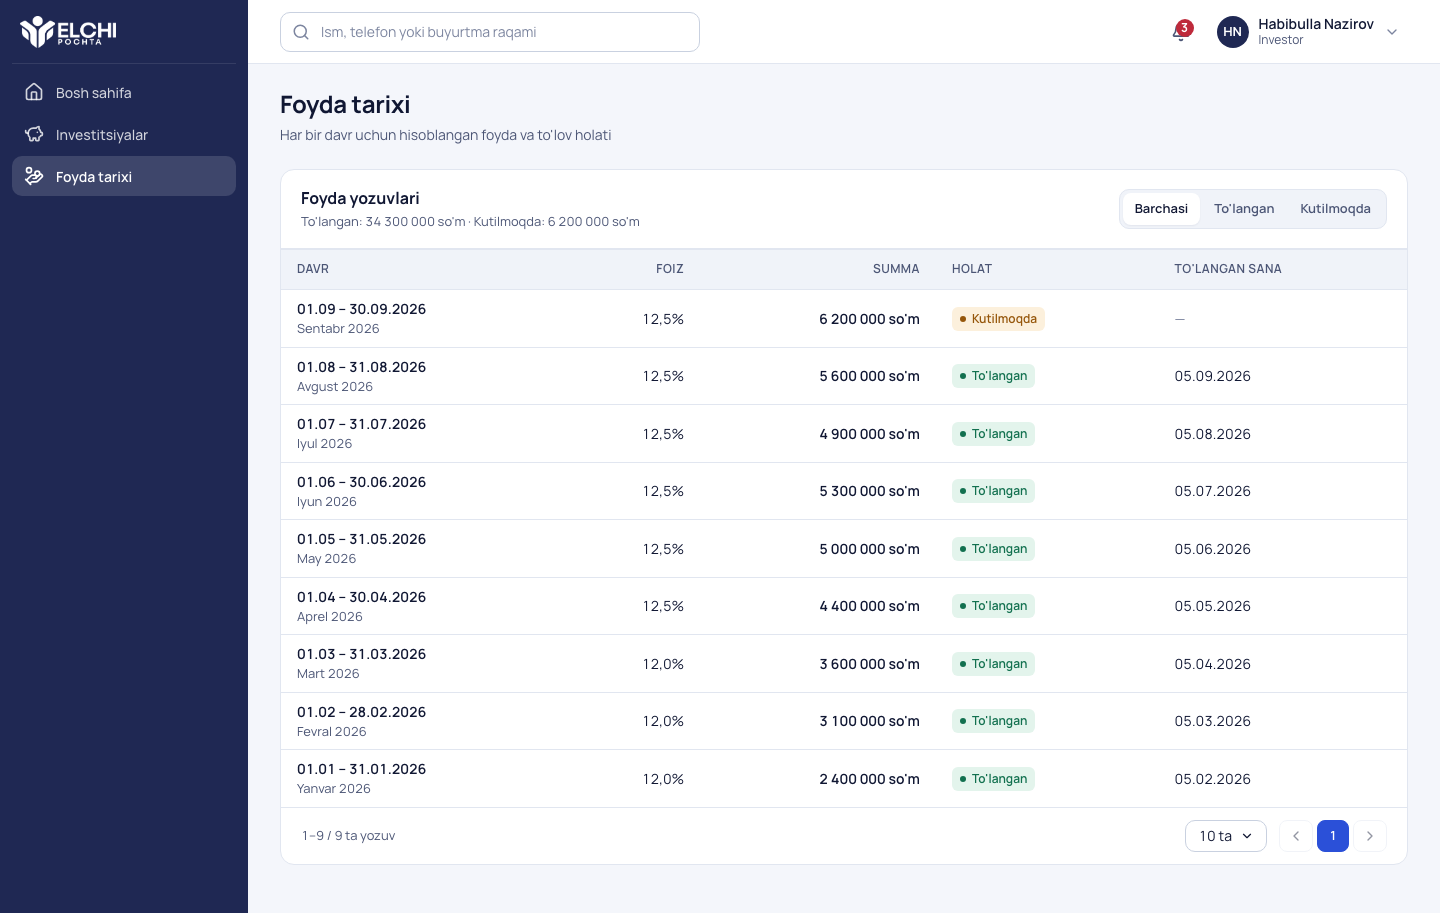 ELCHI
POCHTA
Ism, telefon yoki buyurtma raqami
3
HN
Habibulla Nazirov
Investor
Bosh sahifa
Investitsiyalar
Foyda tarixi
Foyda tarixi
Har bir davr uchun hisoblangan foyda va to'lov holati
Foyda yozuvlari
To'langan: 34 300 000 so'm · Kutilmoqda: 6 200 000 so'm
Barchasi To'langan Kutilmoqda
DAVR FOIZ SUMMA HOLAT TO'LANGAN SANA
01.09 – 30.09.2026
Sentabr 2026
12,5% 6 200 000 so'm Kutilmoqda —
01.08 – 31.08.2026
Avgust 2026
12,5% 5 600 000 so'm To'langan 05.09.2026
01.07 – 31.07.2026
Iyul 2026
12,5% 4 900 000 so'm To'langan 05.08.2026
01.06 – 30.06.2026
Iyun 2026
12,5% 5 300 000 so'm To'langan 05.07.2026
01.05 – 31.05.2026
May 2026
12,5% 5 000 000 so'm To'langan 05.06.2026
01.04 – 30.04.2026
Aprel 2026
12,5% 4 400 000 so'm To'langan 05.05.2026
01.03 – 31.03.2026
Mart 2026
12,0% 3 600 000 so'm To'langan 05.04.2026
01.02 – 28.02.2026
Fevral 2026
12,0% 3 100 000 so'm To'langan 05.03.2026
01.01 – 31.01.2026
Yanvar 2026
12,0% 2 400 000 so'm To'langan 05.02.2026
1–9 / 9 ta yozuv
10 ta
1